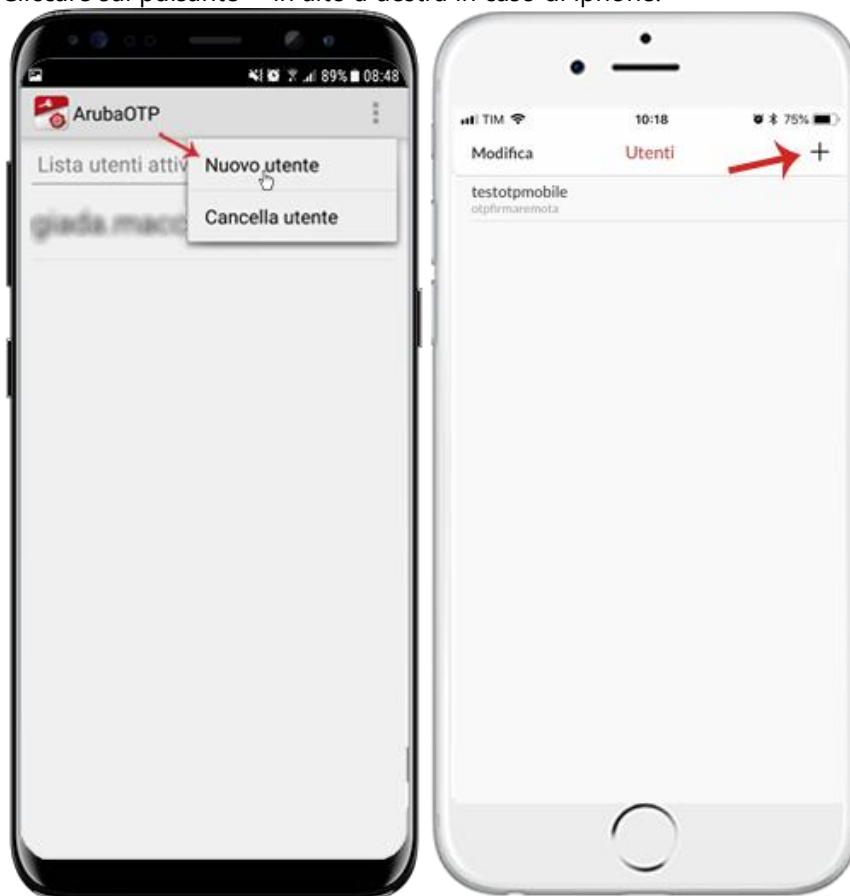 cliccare sul pulsante in alto a destra in caso di Iphone.
89% 08:48
ArubaOTP
Lista utenti attiv
Nuovo utente
Cancella utente
TIM 10:18 75%
Modifica Utenti +
testotpmobile
otpfirmaremota